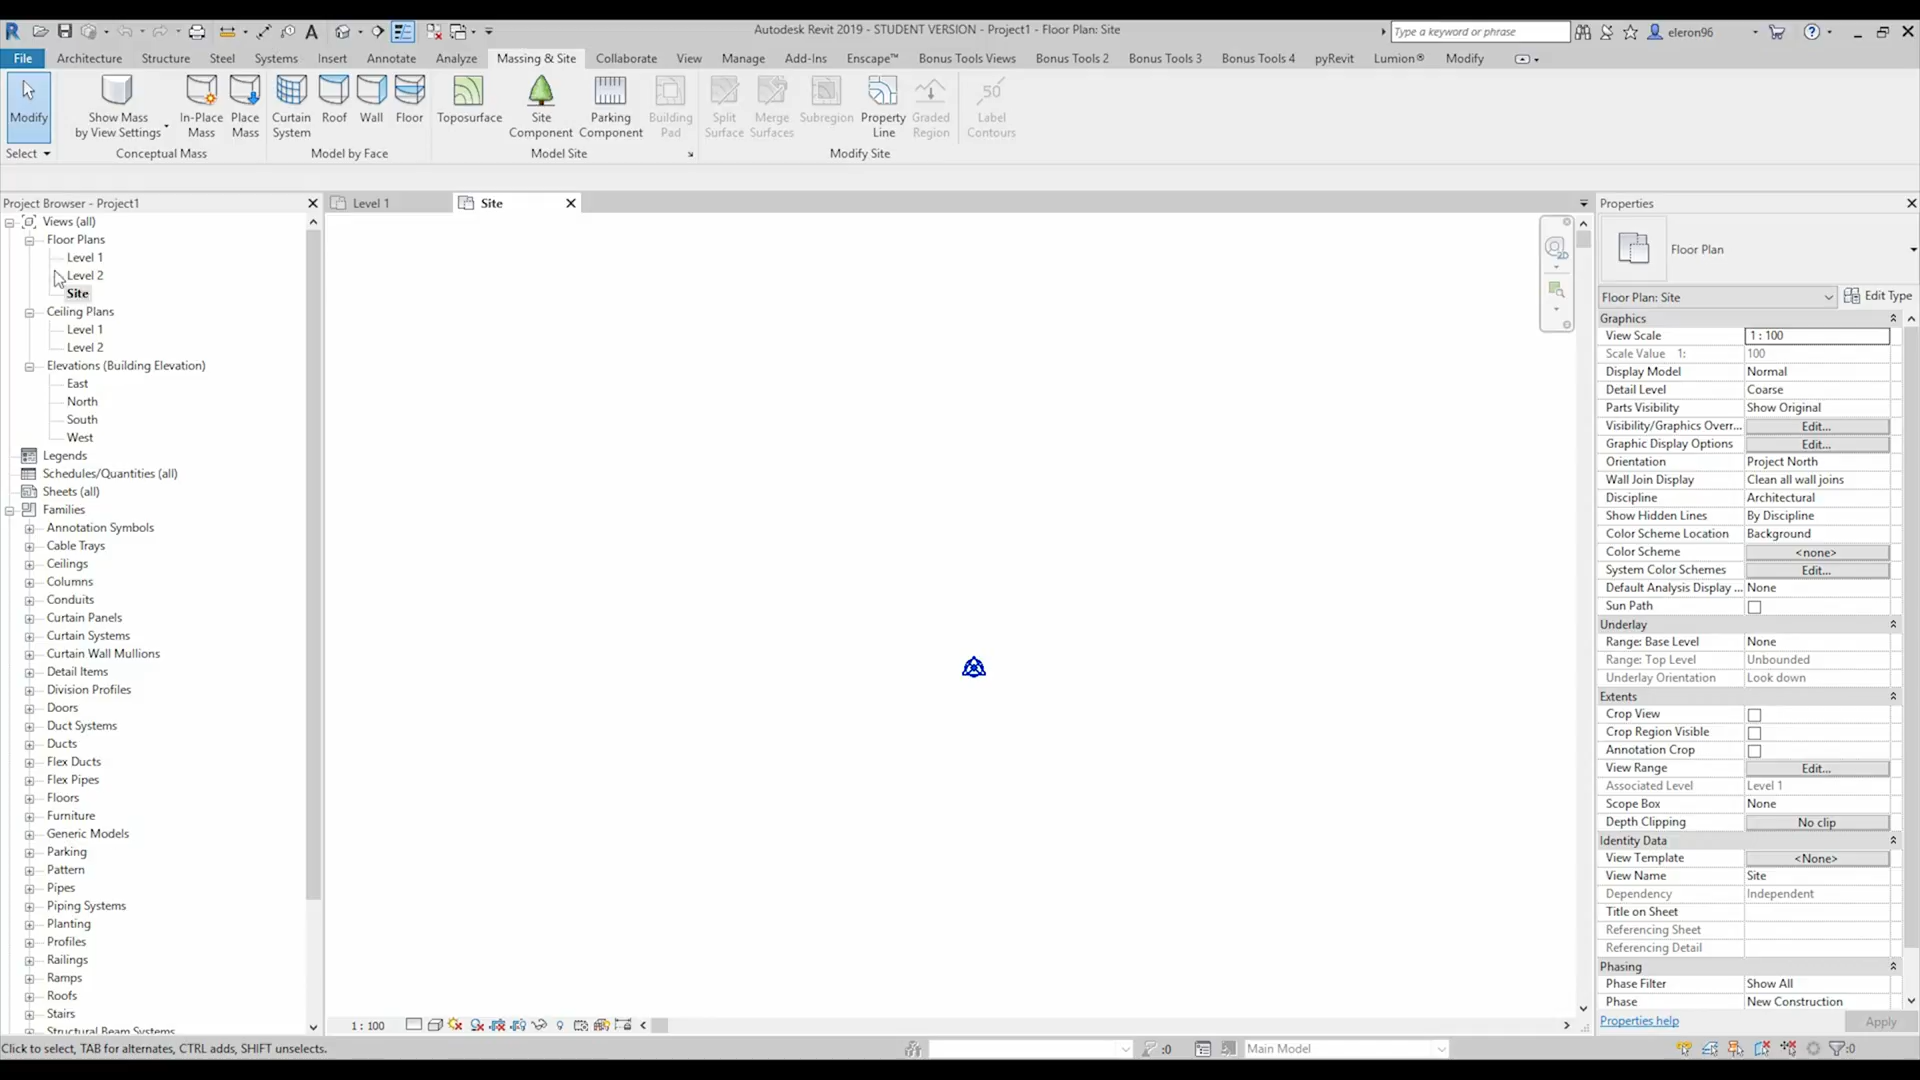 Autodesk Revit 2019 - STUDENT VERSION - Project1 - Floor Plan: Site
Type a keyword or phrase
eleron96
File
Architecture
Structure
Steel
Systems
Insert
Annotate
Analyze
Massing & Site
Collaborate
View
Manage
Add-Ins
Enscape™
Bonus Tools Views
Bonus Tools 2
Bonus Tools 3
Bonus Tools 4
pyRevit
Lumion®
Modify
Modify
Show Mass
by View Settings
In-Place
Mass
Place
Mass
Curtain
System
Roof
Wall
Floor
Toposurface
Site
Component
Parking
Component
Building
Pad
Split
Surface
Merge
Surfaces
Subregion
Property
Line
Graded
Region
50
Label
Contours
Select
Conceptual Mass
Model by Face
Model Site
Modify Site
Project Browser - Project1
Views (all)
Floor Plans
Level 1
Level 2
Site
Ceiling Plans
Level 1
Level 2
Elevations (Building Elevation)
East
North
South
West
Legends
Schedules/Quantities (all)
Sheets (all)
Families
Annotation Symbols
Cable Trays
Ceilings
Columns
Conduits
Curtain Panels
Curtain Systems
Curtain Wall Mullions
Detail Items
Division Profiles
Doors
Duct Systems
Ducts
Flex Ducts
Flex Pipes
Floors
Furniture
Generic Models
Parking
Pattern
Pipes
Piping Systems
Planting
Profiles
Railings
Ramps
Roofs
Stairs
Structural Beam Systems
Level 1
Site
2D
1 : 100
Properties
Floor Plan
Floor Plan: Site
Edit Type
Graphics
View Scale 1 : 100
Scale Value 1: 100
Display Model Normal
Detail Level Coarse
Parts Visibility Show Original
Visibility/Graphics Overr... Edit...
Graphic Display Options Edit...
Orientation Project North
Wall Join Display Clean all wall joins
Discipline Architectural
Show Hidden Lines By Discipline
Color Scheme Location Background
Color Scheme <none>
System Color Schemes Edit...
Default Analysis Display ... None
Sun Path
Underlay
Range: Base Level None
Range: Top Level Unbounded
Underlay Orientation Look down
Extents
Crop View
Crop Region Visible
Annotation Crop
View Range Edit...
Associated Level Level 1
Scope Box None
Depth Clipping No clip
Identity Data
View Template <None>
View Name Site
Dependency Independent
Title on Sheet
Referencing Sheet
Referencing Detail
Phasing
Phase Filter Show All
Phase New Construction
Properties help
Apply
Click to select, TAB for alternates, CTRL adds, SHIFT unselects.
:0
Main Model
:0